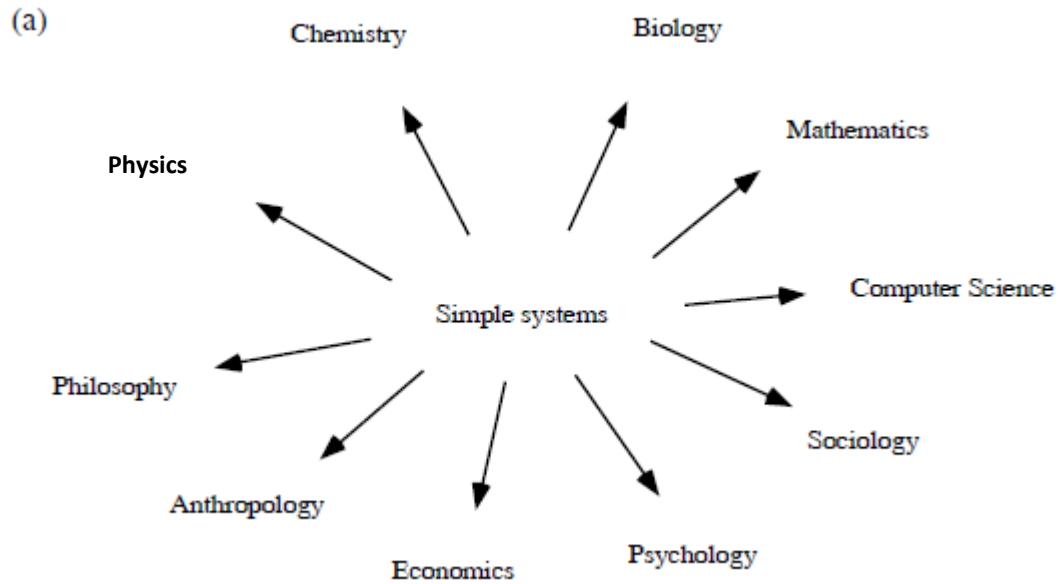 (a)
Chemistry
Biology
Mathematics
Physics
Computer Science
Simple systems
Philosophy
Sociology
Anthropology
Economics
Psychology